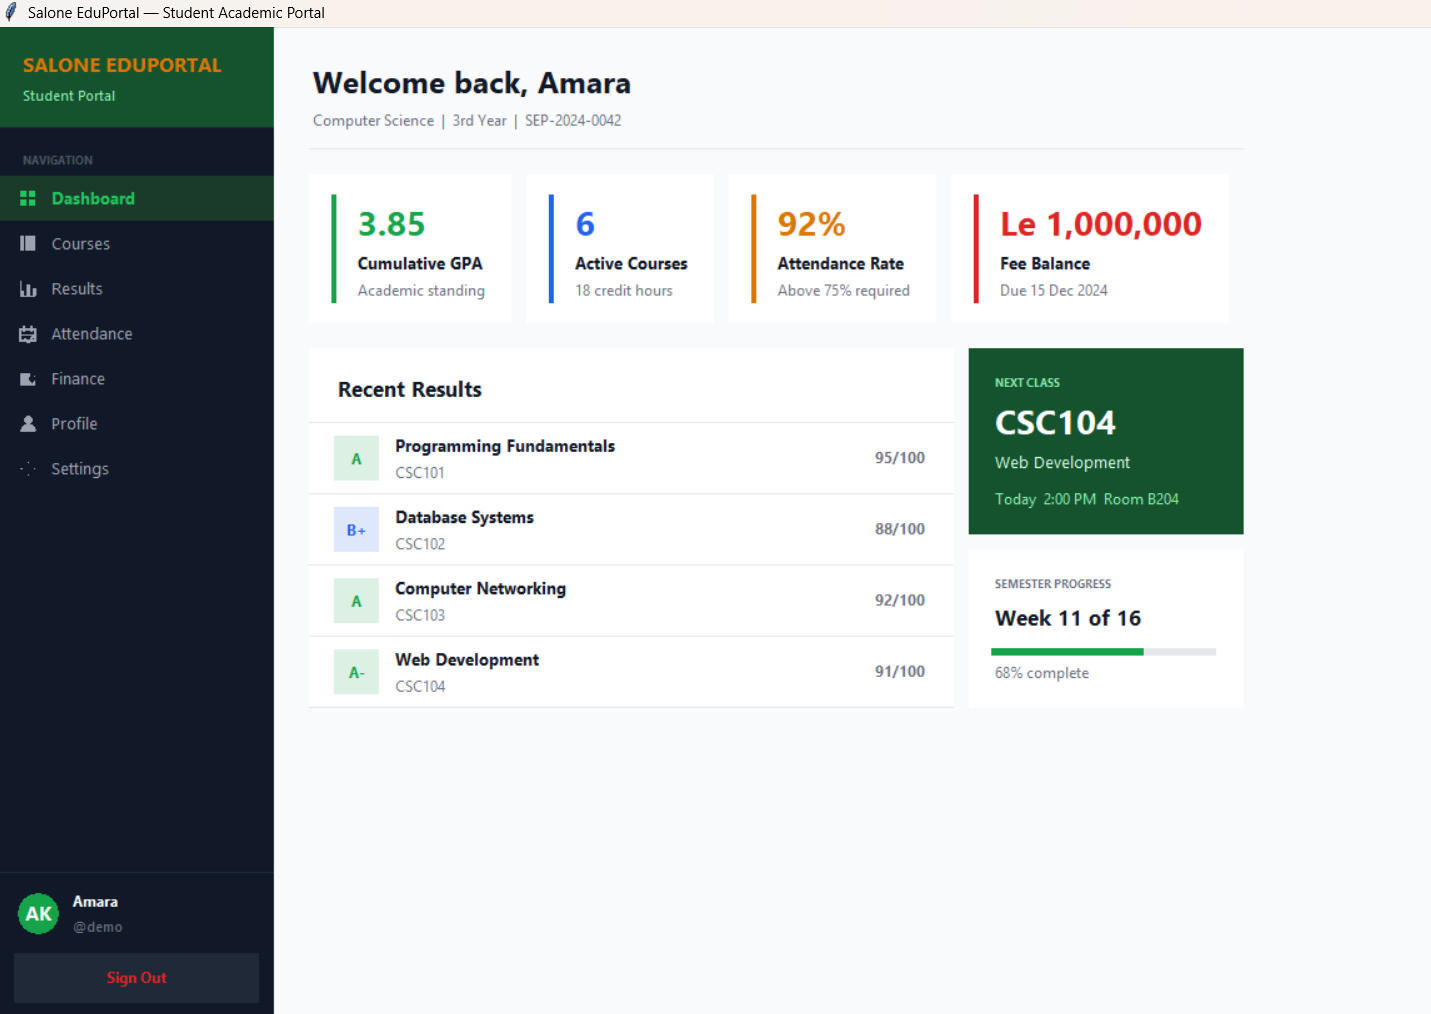 Salone EduPortal — Student Academic Portal
SALONE EDUPORTAL
Student Portal
NAVIGATION
Dashboard
Courses
Results
Attendance
Finance
Profile
Settings
AK
Amara
@demo
Sign Out
Welcome back, Amara
Computer Science | 3rd Year | SEP-2024-0042
3.85
Cumulative GPA
Academic standing
6
Active Courses
18 credit hours
92%
Attendance Rate
Above 75% required
Le 1,000,000
Fee Balance
Due 15 Dec 2024
Recent Results
A
Programming Fundamentals
CSC101
95/100
B+
Database Systems
CSC102
88/100
A
Computer Networking
CSC103
92/100
A-
Web Development
CSC104
91/100
NEXT CLASS
CSC104
Web Development
Today 2:00 PM Room B204
SEMESTER PROGRESS
Week 11 of 16
68% complete